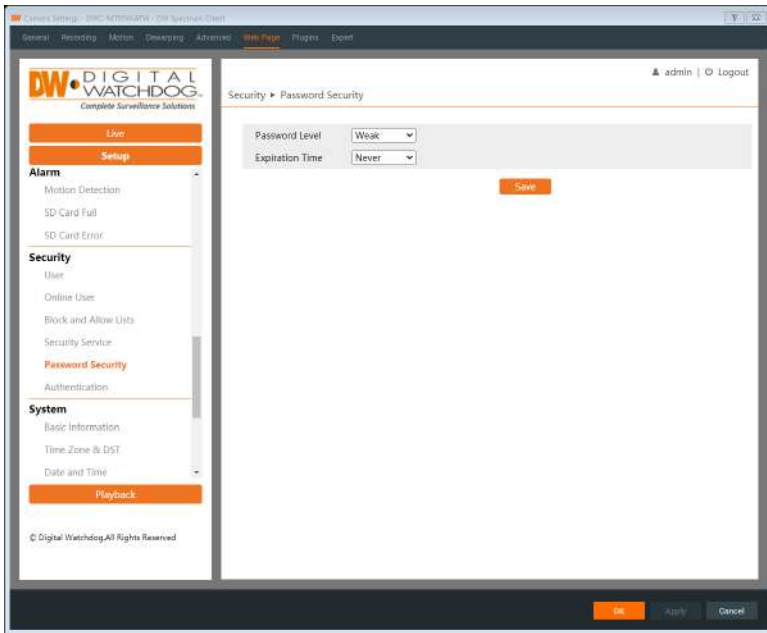 General Recording Motion Dewarping Advanced Web Page Plugins Expert
DW DIGITAL
WATCHDOG
Complete Surveillance Solutions
Live
Setup
Alarm
Motion Detection
SD Card Full
SD Card Error
Security
User
Online User
Block and Allow Lists
Security Service
Password Security
Authentication
System
Basic Information
Time Zone & DST
Date and Time
Playback
© Digital Watchdog.All Rights Reserved
admin | Logout
Security ▸ Password Security
Password Level Weak
Expiration Time Never
Save
OK Apply Cancel